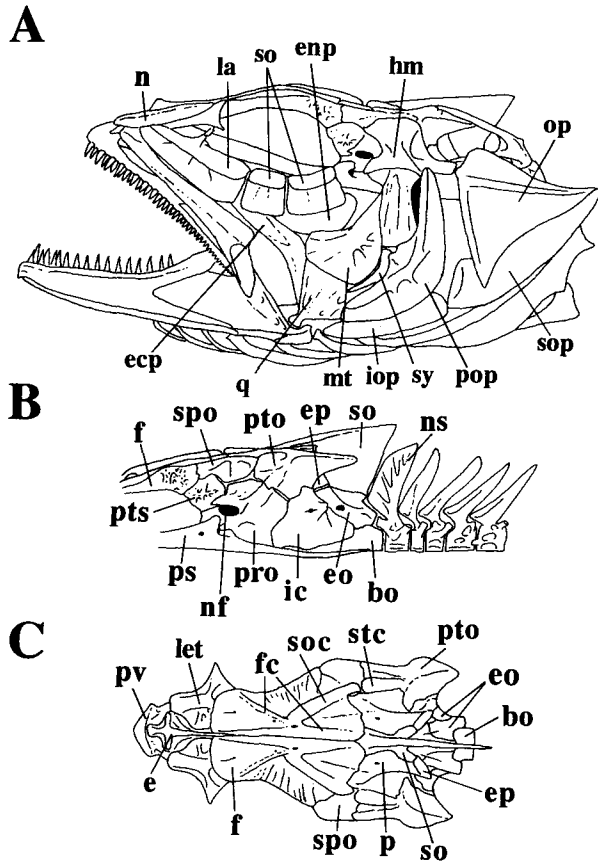 A
n la so enp hm op
ecp q mt iop sy pop sop
B
f spo pto ep so ns
pts ps nf pro ic eo bo
C
pv let fc soc stc pto eo bo
e f spo p so ep